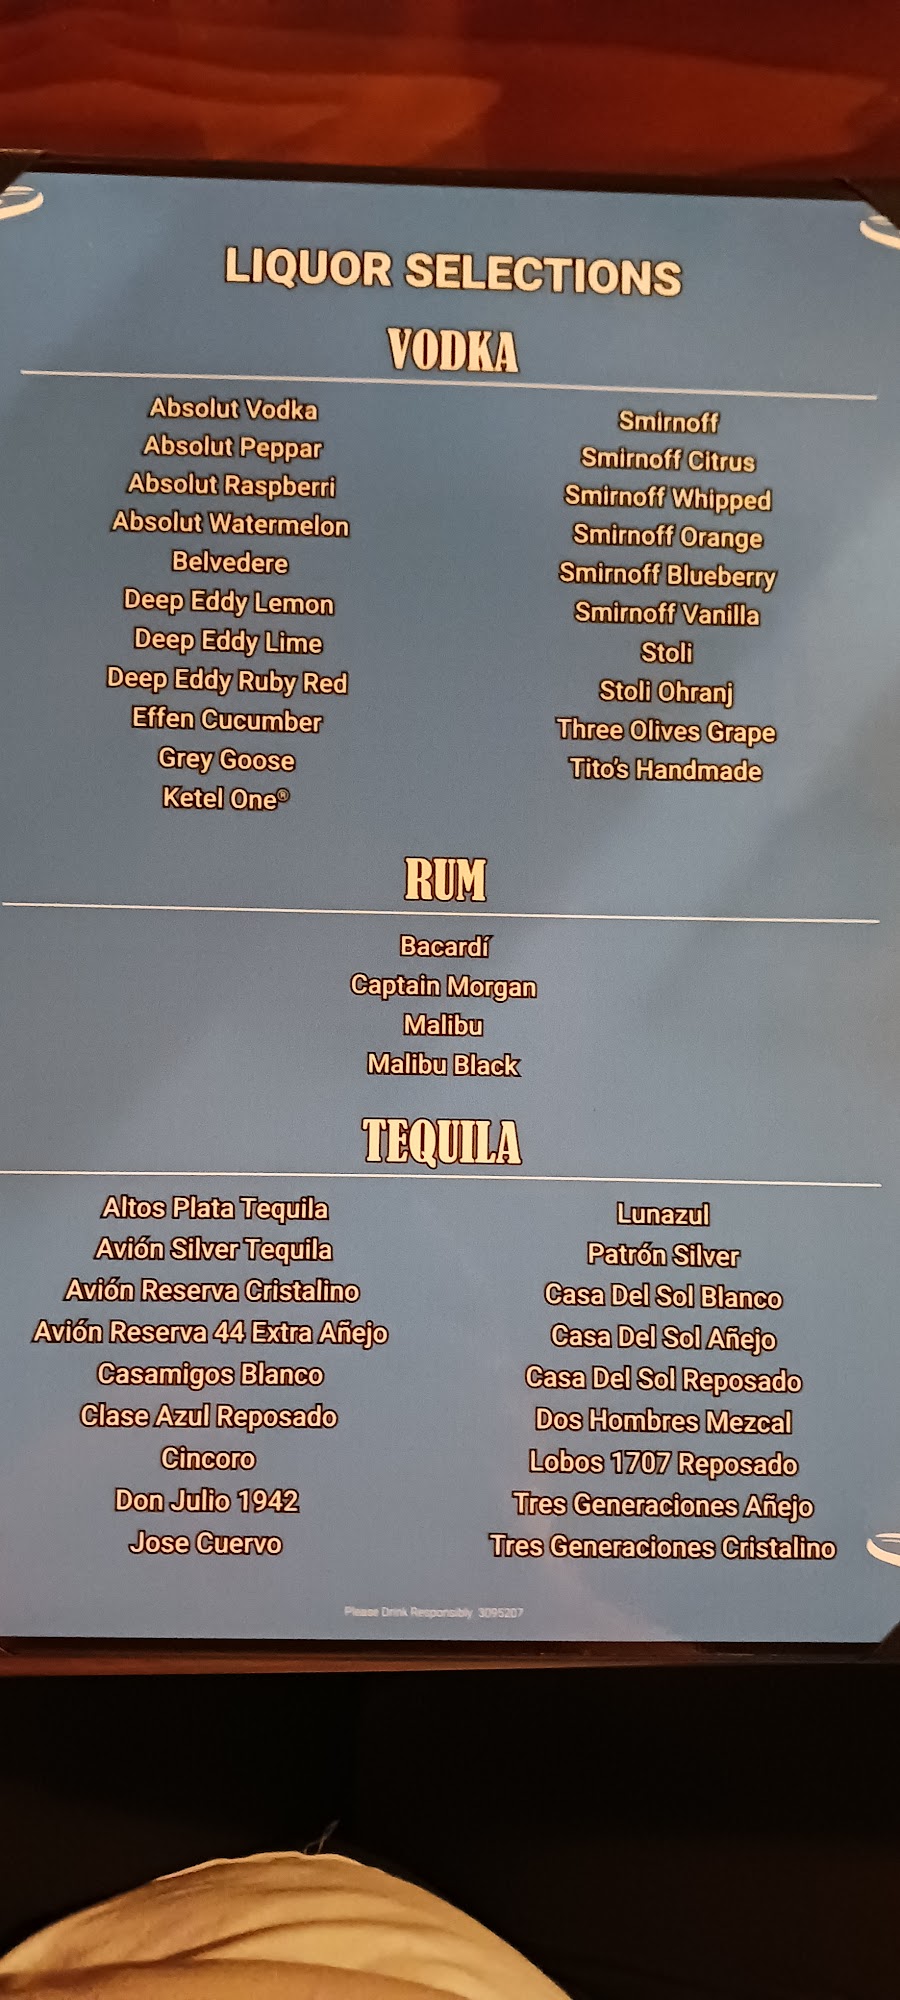 LIQUOR SELECTIONS
VODKA
Absolut Vodka
Absolut Peppar
Absolut Raspberri
Absolut Watermelon
Belvedere
Deep Eddy Lemon
Deep Eddy Lime
Deep Eddy Ruby Red
Effen Cucumber
Grey Goose
Ketel One®
Smirnoff
Smirnoff Citrus
Smirnoff Whipped
Smirnoff Orange
Smirnoff Blueberry
Smirnoff Vanilla
Stoli
Stoli Ohranj
Three Olives Grape
Tito's Handmade
RUM
Bacardí
Captain Morgan
Malibu
Malibu Black
TEQUILA
Altos Plata Tequila
Avión Silver Tequila
Avión Reserva Cristalino
Avión Reserva 44 Extra Añejo
Casamigos Blanco
Clase Azul Reposado
Cincoro
Don Julio 1942
Jose Cuervo
Lunazul
Patrón Silver
Casa Del Sol Blanco
Casa Del Sol Añejo
Casa Del Sol Reposado
Dos Hombres Mezcal
Lobos 1707 Reposado
Tres Generaciones Añejo
Tres Generaciones Cristalino
Please Drink Responsibly 3095207